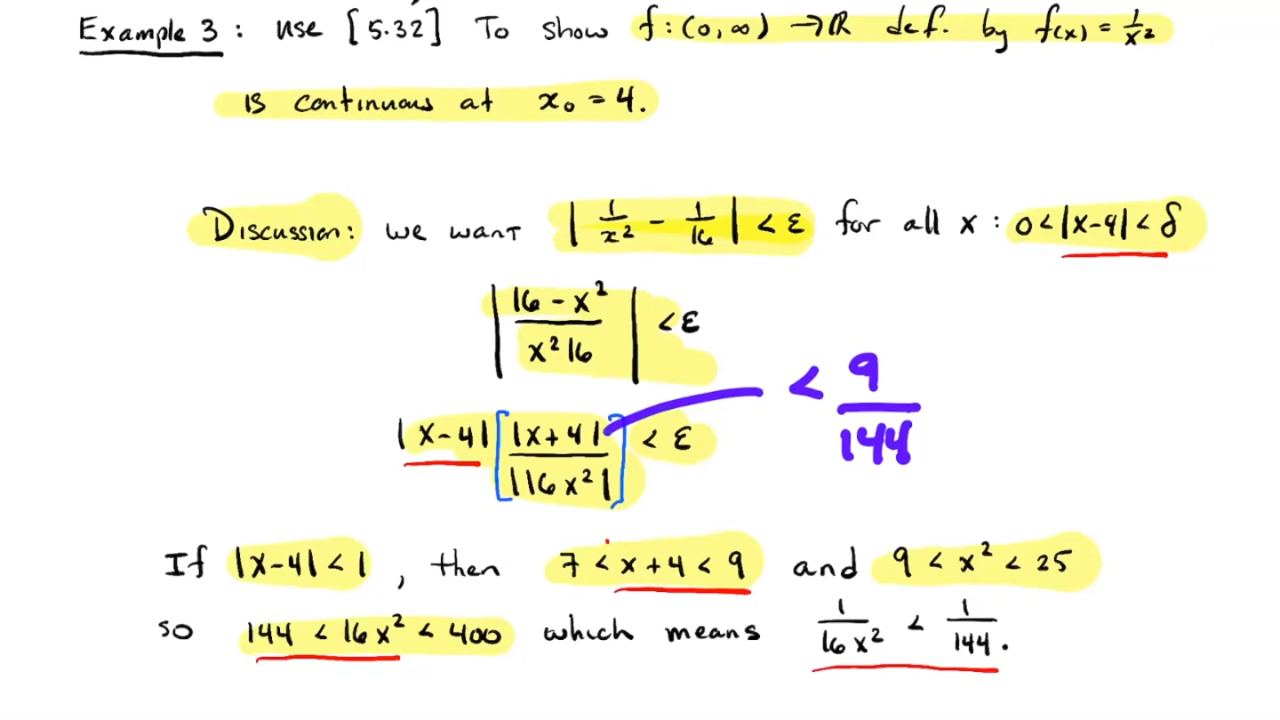 Example 3 : use [5.32] To show f:(0,∞) → ℝ def. by f(x) = 1/x²
is continuous at x₀ = 4.
Discussion: we want | 1/x² - 1/16 | < ε for all x : 0 < |x-4| < δ
| (16 - x²)/(x² 16) | < ε
< 9/144
|x-4| [ |x+4| / |16x²| ] < ε
If |x-4| < 1 , then 7 < x+4 < 9 and 9 < x² < 25
so 144 < 16x² < 400 which means 1/(16x²) < 1/144 .